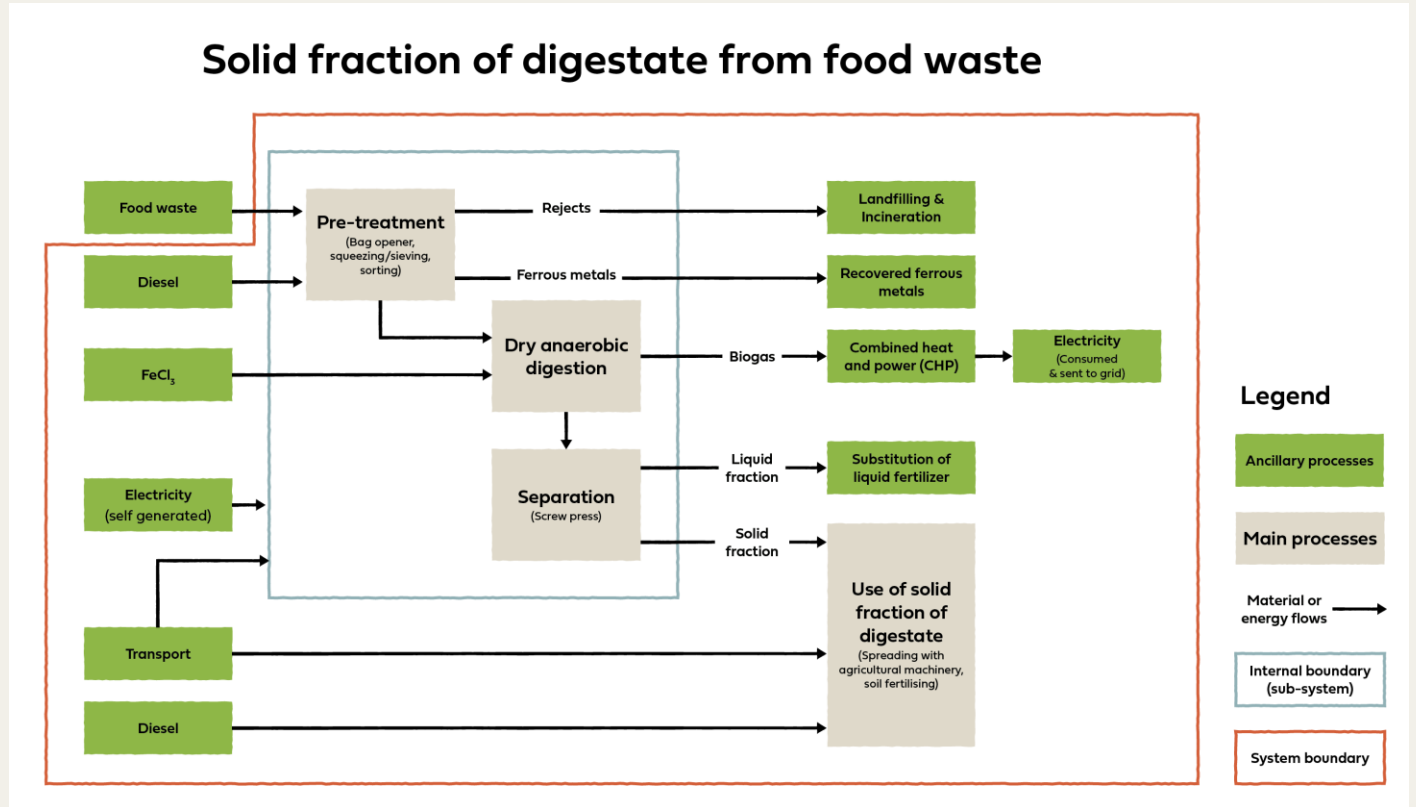 Solid fraction of digestate from food waste
Food waste
Pre-treatment
(Bag opener,
squeezing/sieving,
sorting)
Rejects
Landfilling &
Incineration
Diesel
Ferrous metals
Recovered ferrous
metals
FeCl₃
Dry anaerobic
digestion
Biogas
Combined heat
and power (CHP)
Electricity
(Consumed
& sent to grid)
Electricity
(self generated)
Separation
(Screw press)
Liquid
fraction
Substitution of
liquid fertilizer
Solid
fraction
Use of solid
fraction of
digestate
(Spreading with
agricultural machinery,
soil fertilising)
Transport
Diesel
Legend
Ancillary processes
Main processes
Material or
energy flows
Internal boundary
(sub-system)
System boundary